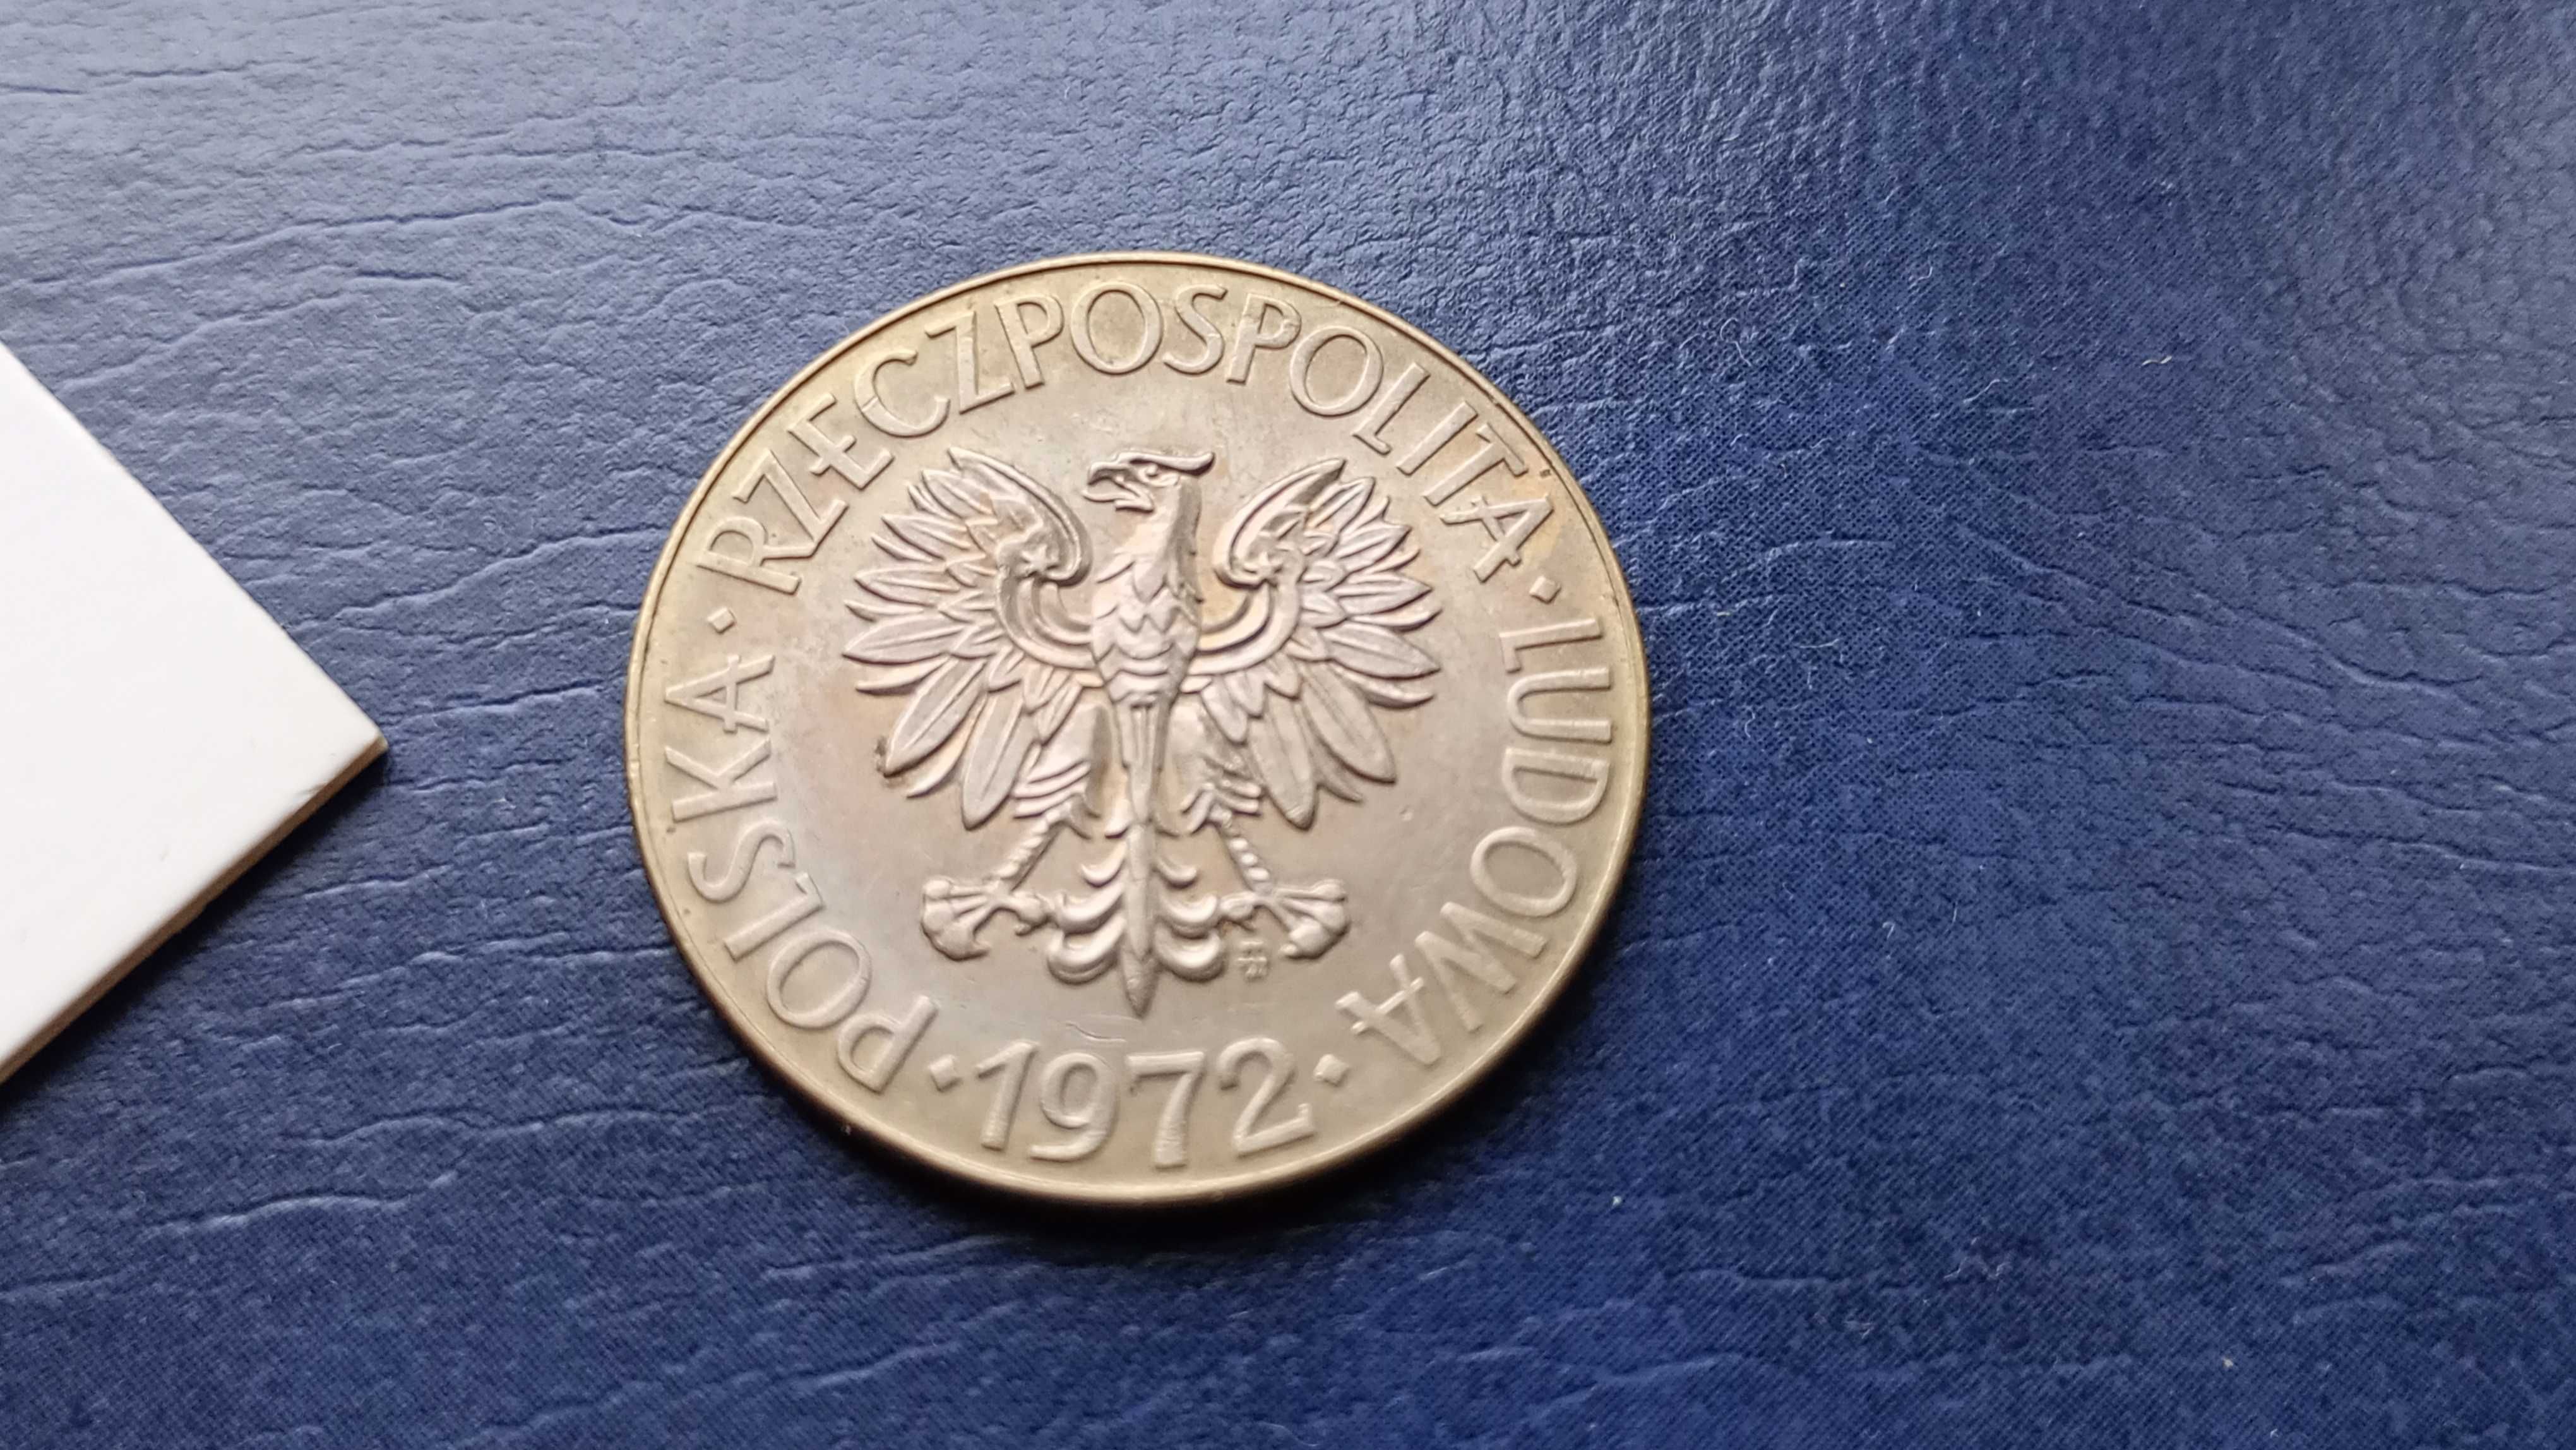 POLSKA · RZECZPOSPOLITA · LUDOWA
· 1972 ·